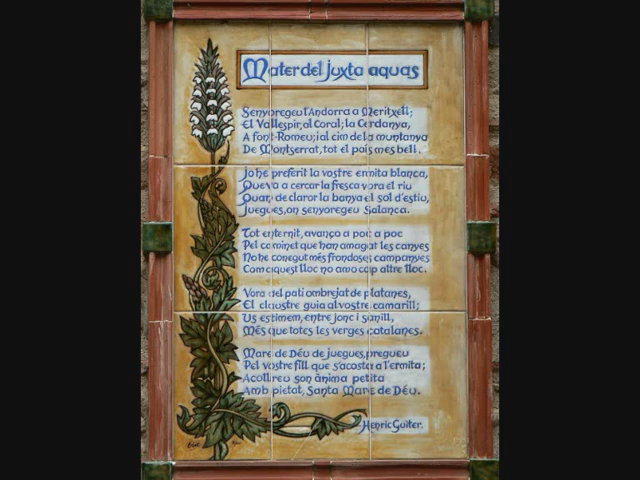 Mater del juxta aquas
Senyoregeu l'Andorra a Meritxell;
El Vallespir, al Coral; la Cerdanya,
A Font-Romeu; i al cim de la muntanya
De Montserrat, tot el país mes bell.
Jo he preferit la vostre ermita blanca,
Que va a cercar la fresca vora el riu
Quan de claror la banya el sol d'estiu,
Juegues, on senyoregeu Salanca.
Tot enternit, avanço a poc a poc
Pel caminet que han amagat les canyes
No he conegut més frondoses campanyes
Com aquest lloc no amo cap altre lloc.
Vora del pati ombrejat de platanes,
El claustre guia al vostre camarill;
Us estimem, entre jonc i sanill,
Més que totes les verges catalanes.
Mare de Déu de juegues, pregueu
Pel vostre fill que s'acosta a l'ermita;
Acolliu son ànima petita
Amb pietat, Santa Mare de Déu.
Henric Guiter.